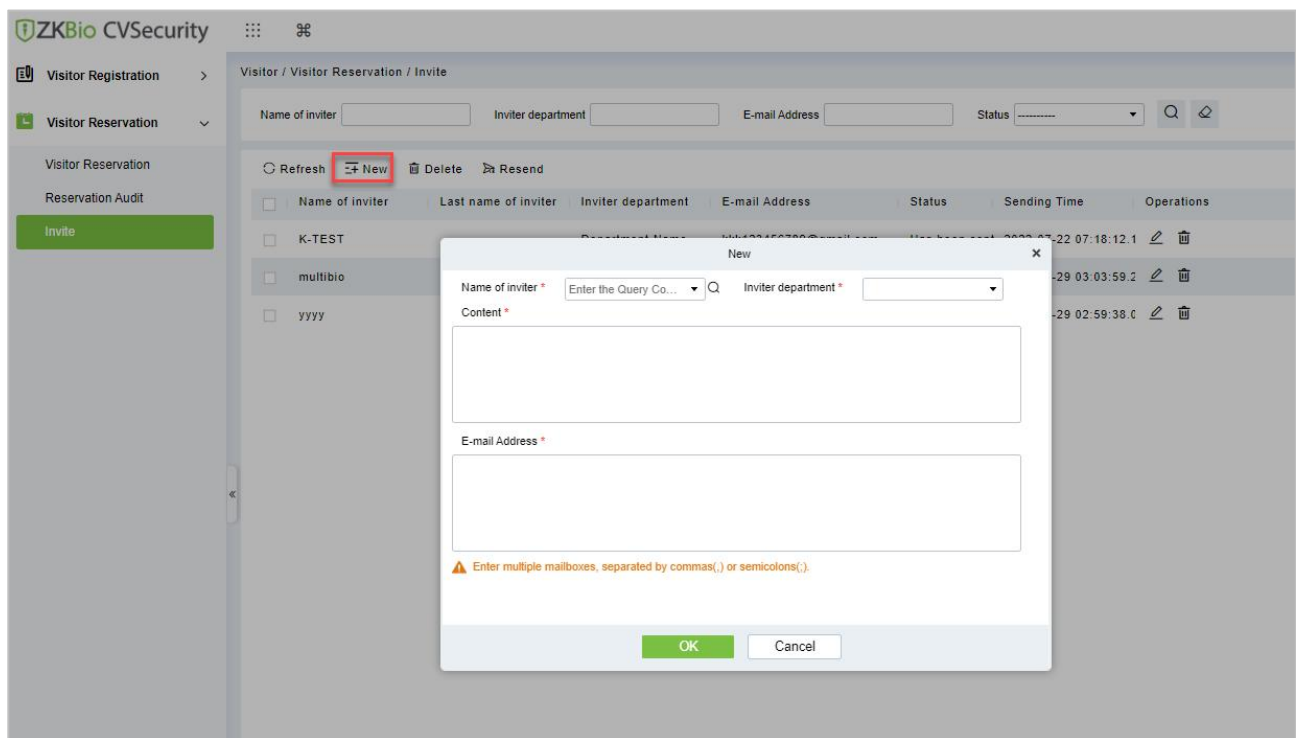 ZKBio CVSecurity
Visitor Registration
Visitor Reservation
Visitor Reservation
Reservation Audit
Invite
Visitor / Visitor Reservation / Invite
Name of inviter Inviter department E-mail Address Status ----------
Refresh New Delete Resend
Name of inviter Last name of inviter Inviter department E-mail Address Status Sending Time Operations
K-TEST -22 07:18:12.1
multibio -29 03:03:59.2
yyyy -29 02:59:38.0
New
Name of inviter * Enter the Query Co... Inviter department *
Content *
E-mail Address *
Enter multiple mailboxes, separated by commas(,) or semicolons(;).
OK Cancel